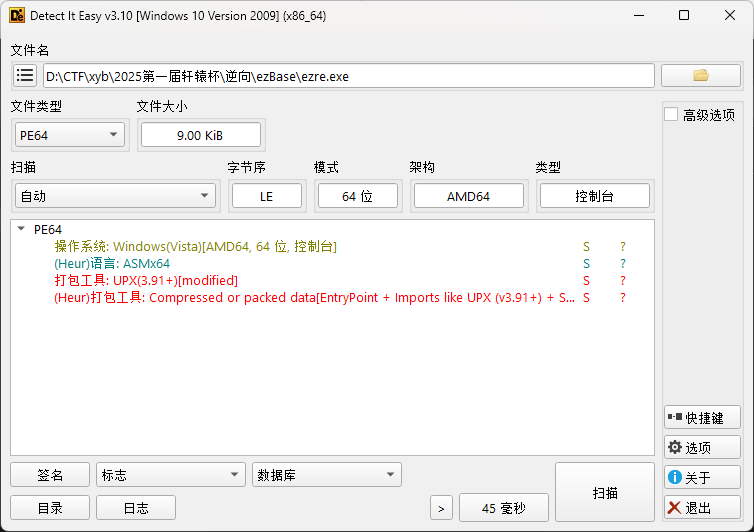 Detect It Easy v3.10 [Windows 10 Version 2009] (x86_64)
文件名
D:\CTF\xyb\2025第一届轩辕杯\逆向\ezBase\ezre.exe
文件类型 文件大小
高级选项
PE64 9.00 KiB
扫描 字节序 模式 架构 类型
自动 LE 64 位 AMD64 控制台
PE64
操作系统: Windows(Vista)[AMD64, 64 位, 控制台] S ?
(Heur)语言: ASMx64 S ?
打包工具: UPX(3.91+)[modified] S ?
(Heur)打包工具: Compressed or packed data[EntryPoint + Imports like UPX (v3.91+) + S... S ?
快捷键
选项
关于
退出
签名 标志 数据库 扫描
目录 日志 > 45 毫秒